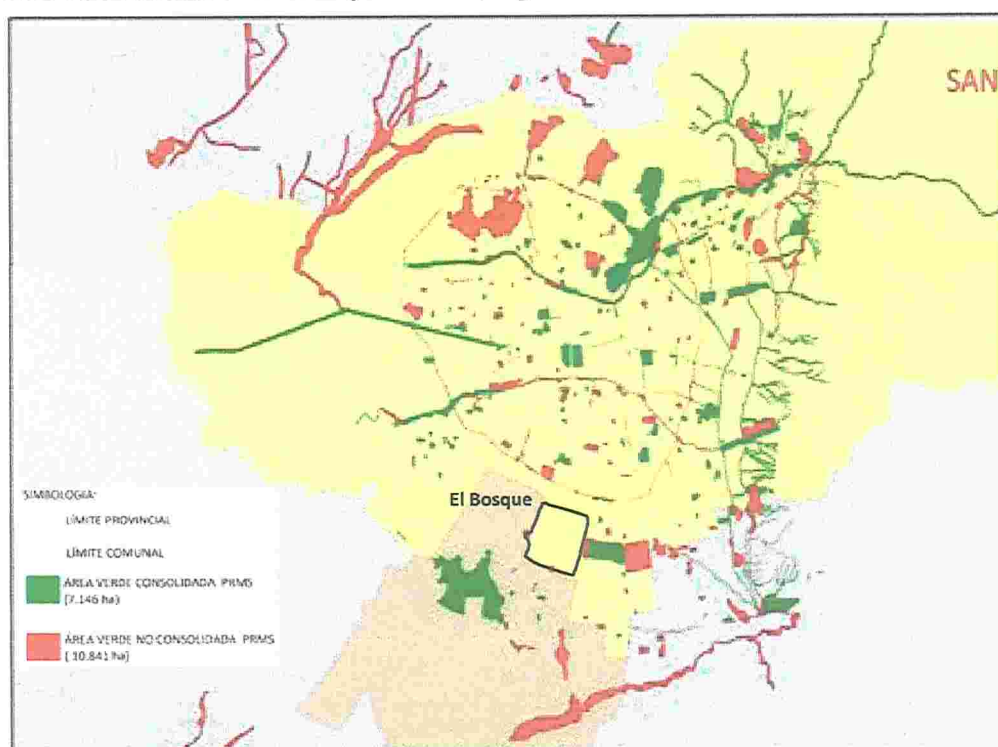 SAN
El Bosque
SIMBOLOGIA:
LÍMITE PROVINCIAL
LÍMITE COMUNAL
ÁREA VERDE CONSOLIDADA PRMS
(7.146 ha)
ÁREA VERDE NO CONSOLIDADA PRMS
( 10.841 ha)